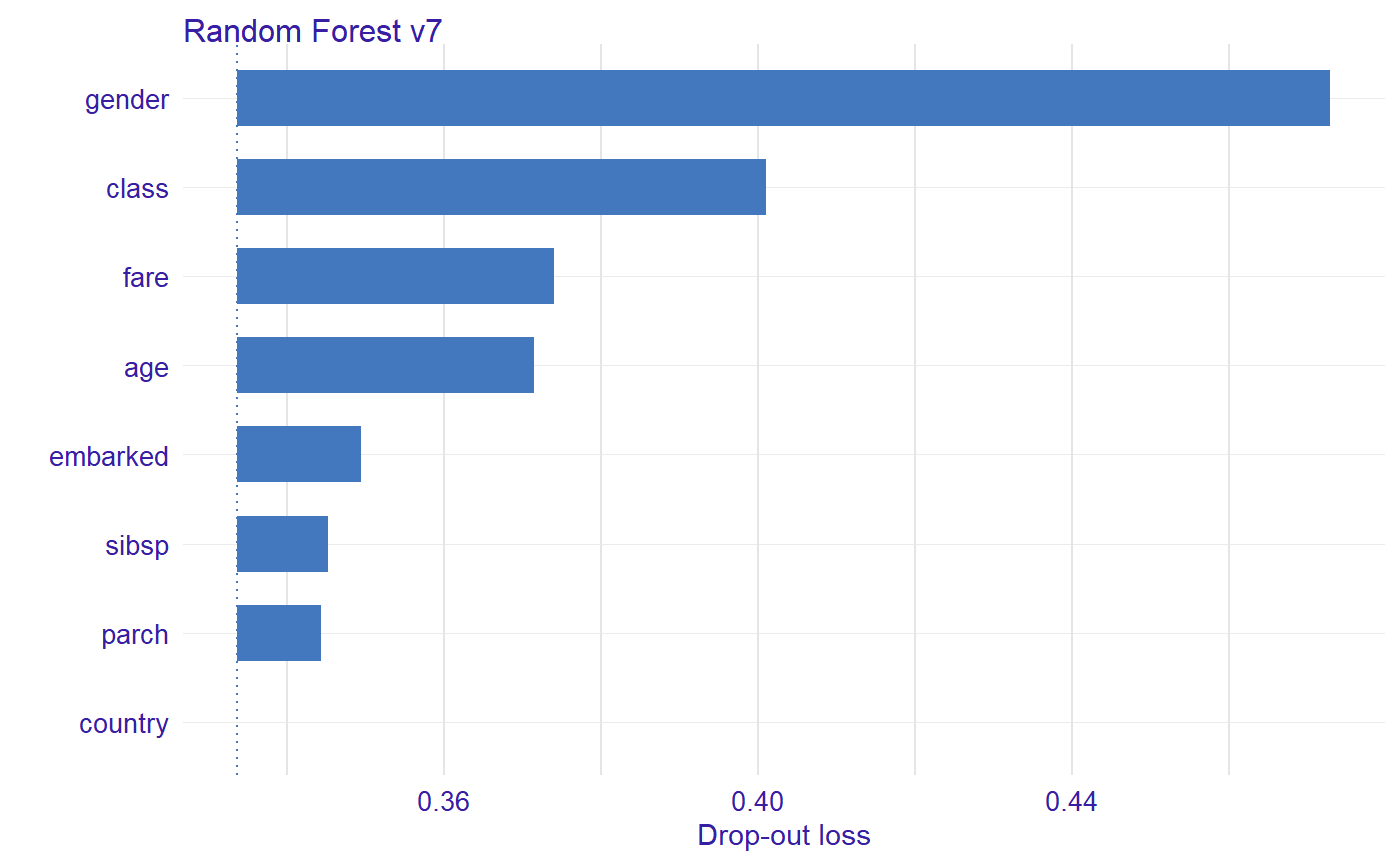 Random Forest v7
gender
class
fare
age
embarked
sibsp
parch
country
0.36 0.40 0.44
Drop-out loss